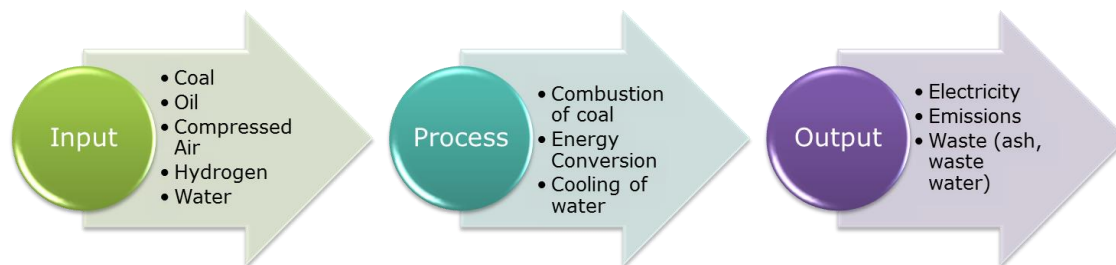 Input
• Coal
• Oil
• Compressed
Air
• Hydrogen
• Water
Process
• Combustion
of coal
• Energy
Conversion
• Cooling of
water
Output
• Electricity
• Emissions
• Waste (ash,
waste
water)